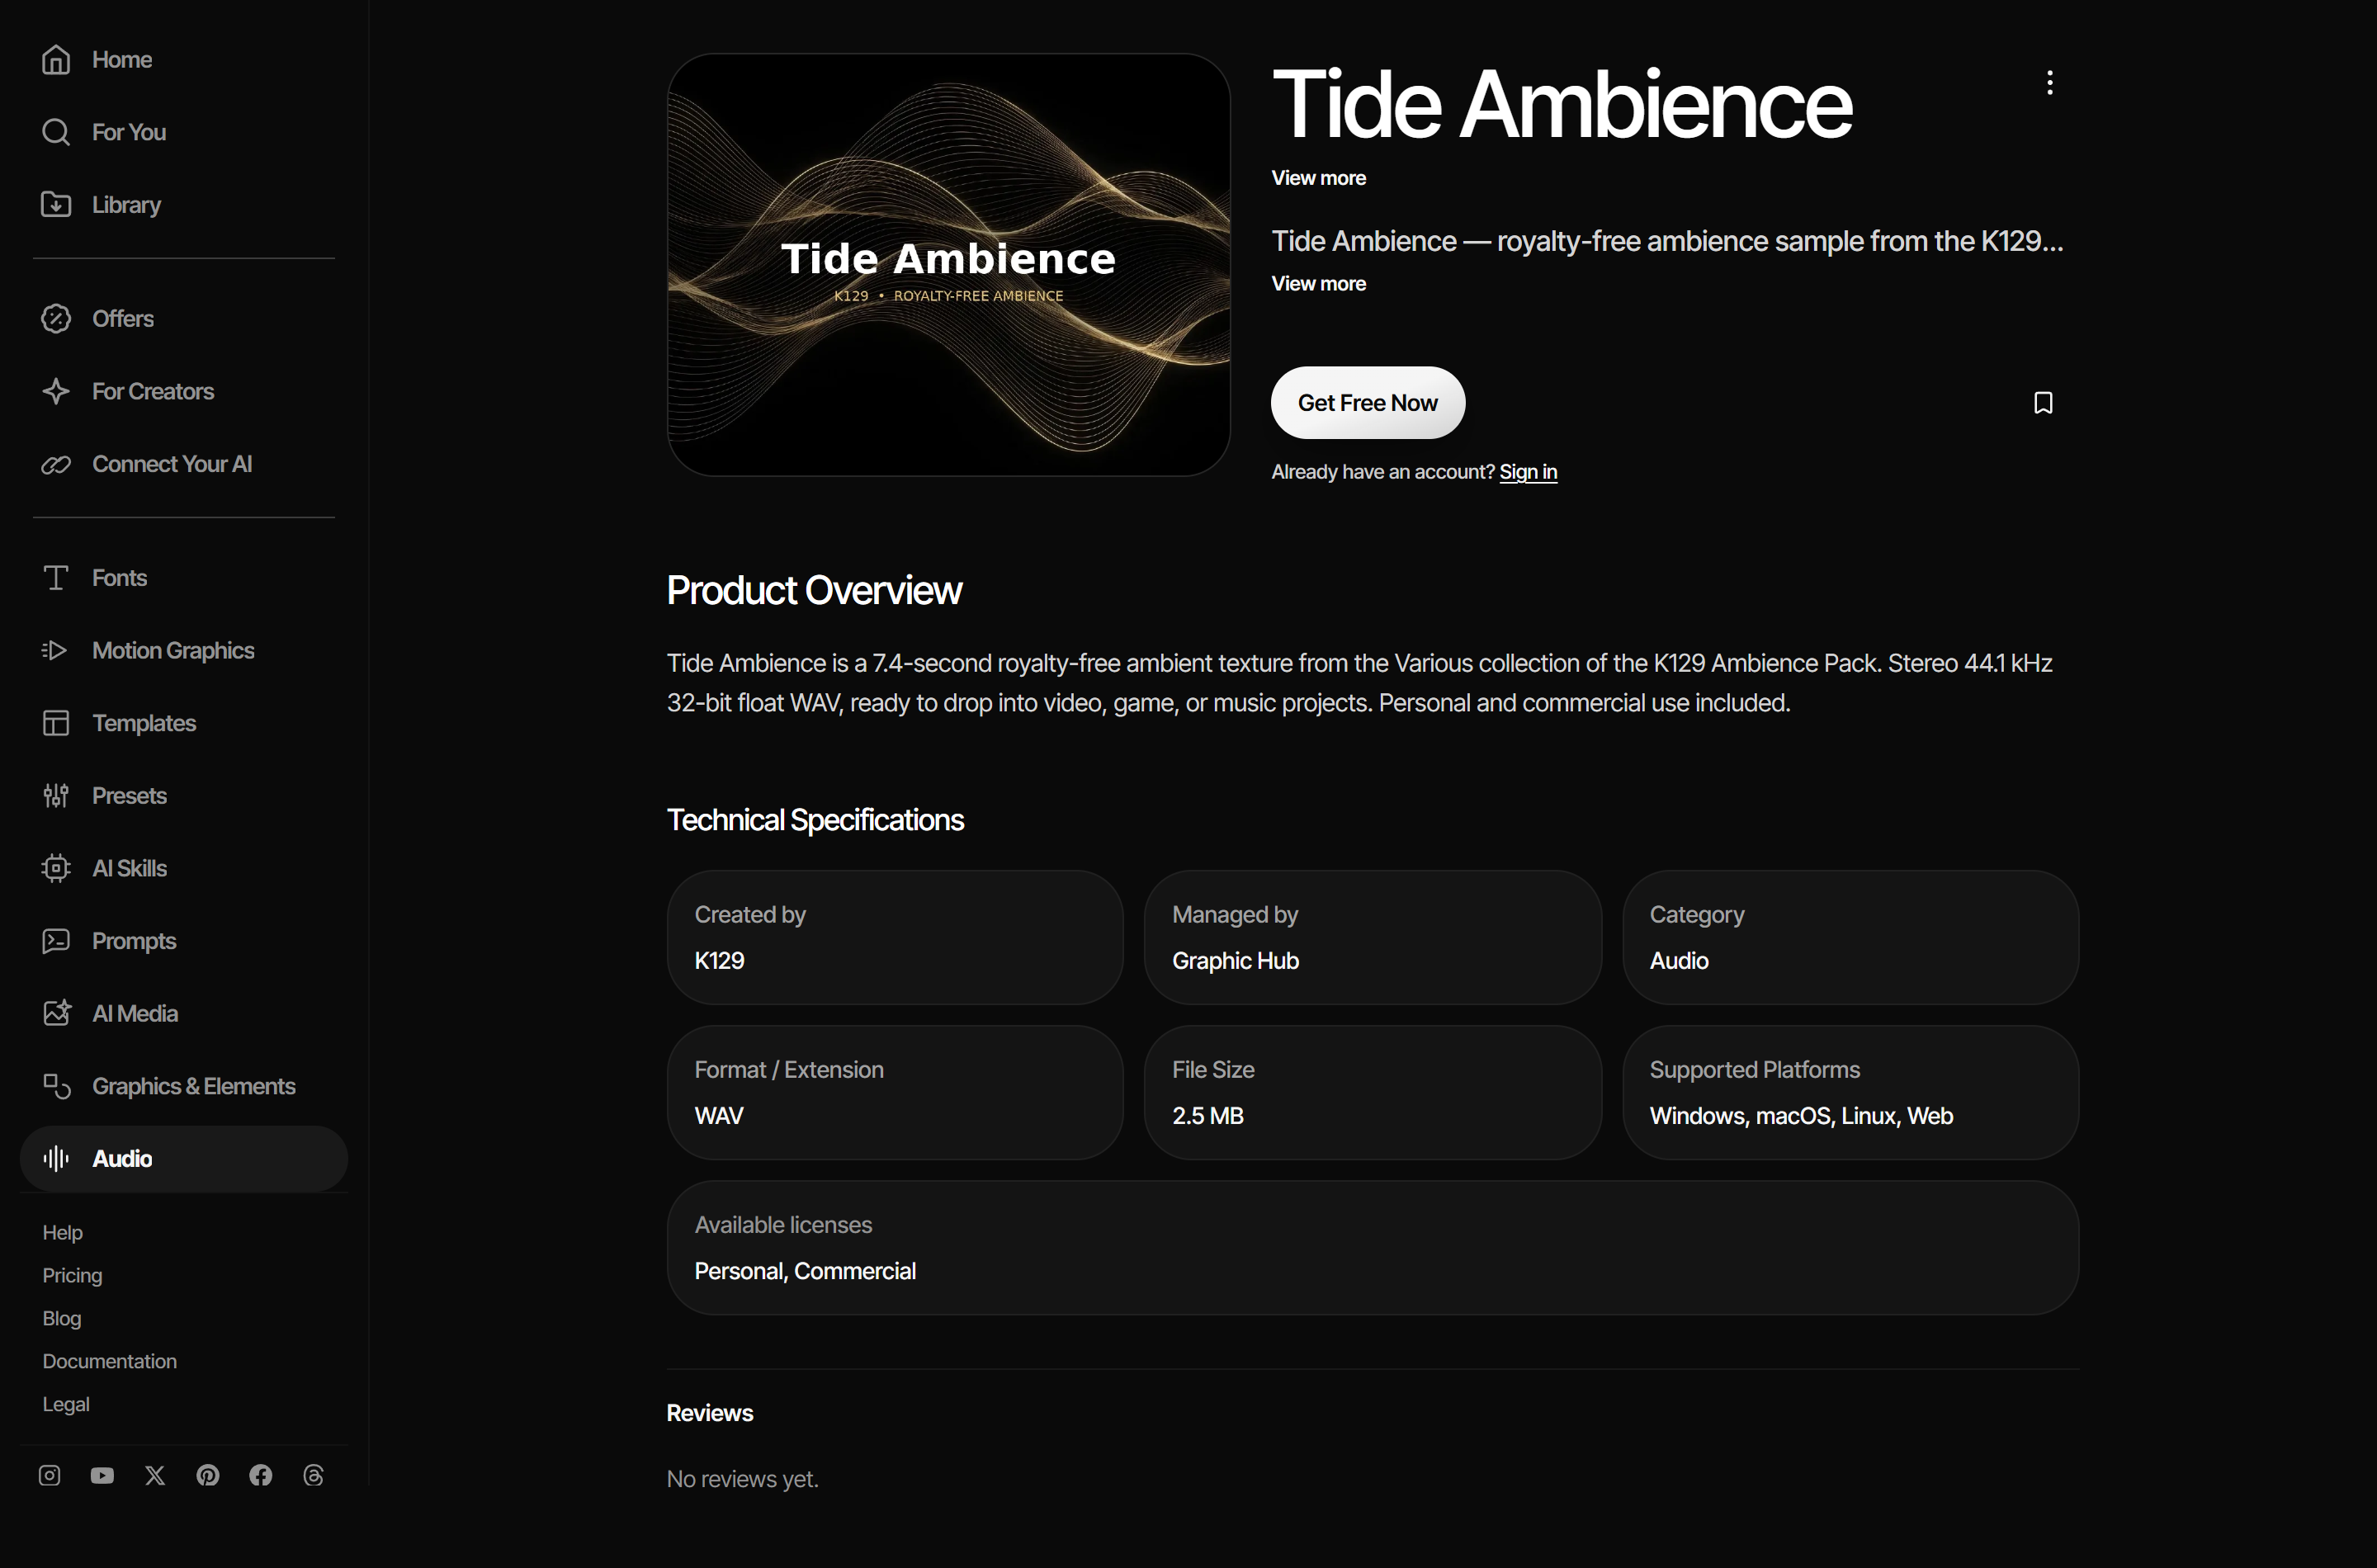 Home
For You
Library
Offers
For Creators
Connect Your AI
Fonts
Motion Graphics
Templates
Presets
AI Skills
Prompts
AI Media
Graphics & Elements
Audio
Help
Pricing
Blog
Documentation
Legal
Tide Ambience
K129 • ROYALTY-FREE AMBIENCE
Tide Ambience
View more
Tide Ambience — royalty-free ambience sample from the K129...
View more
Get Free Now
Already have an account? Sign in
Product Overview
Tide Ambience is a 7.4-second royalty-free ambient texture from the Various collection of the K129 Ambience Pack. Stereo 44.1 kHz
32-bit float WAV, ready to drop into video, game, or music projects. Personal and commercial use included.
Technical Specifications
Created by
K129
Managed by
Graphic Hub
Category
Audio
Format / Extension
WAV
File Size
2.5 MB
Supported Platforms
Windows, macOS, Linux, Web
Available licenses
Personal, Commercial
Reviews
No reviews yet.